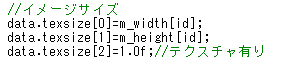 //イメージサイズ
data.texsize[0]=m_width[id];
data.texsize[1]=m_height[id];
data.texsize[2]=1.0f;//テクスチャ有り